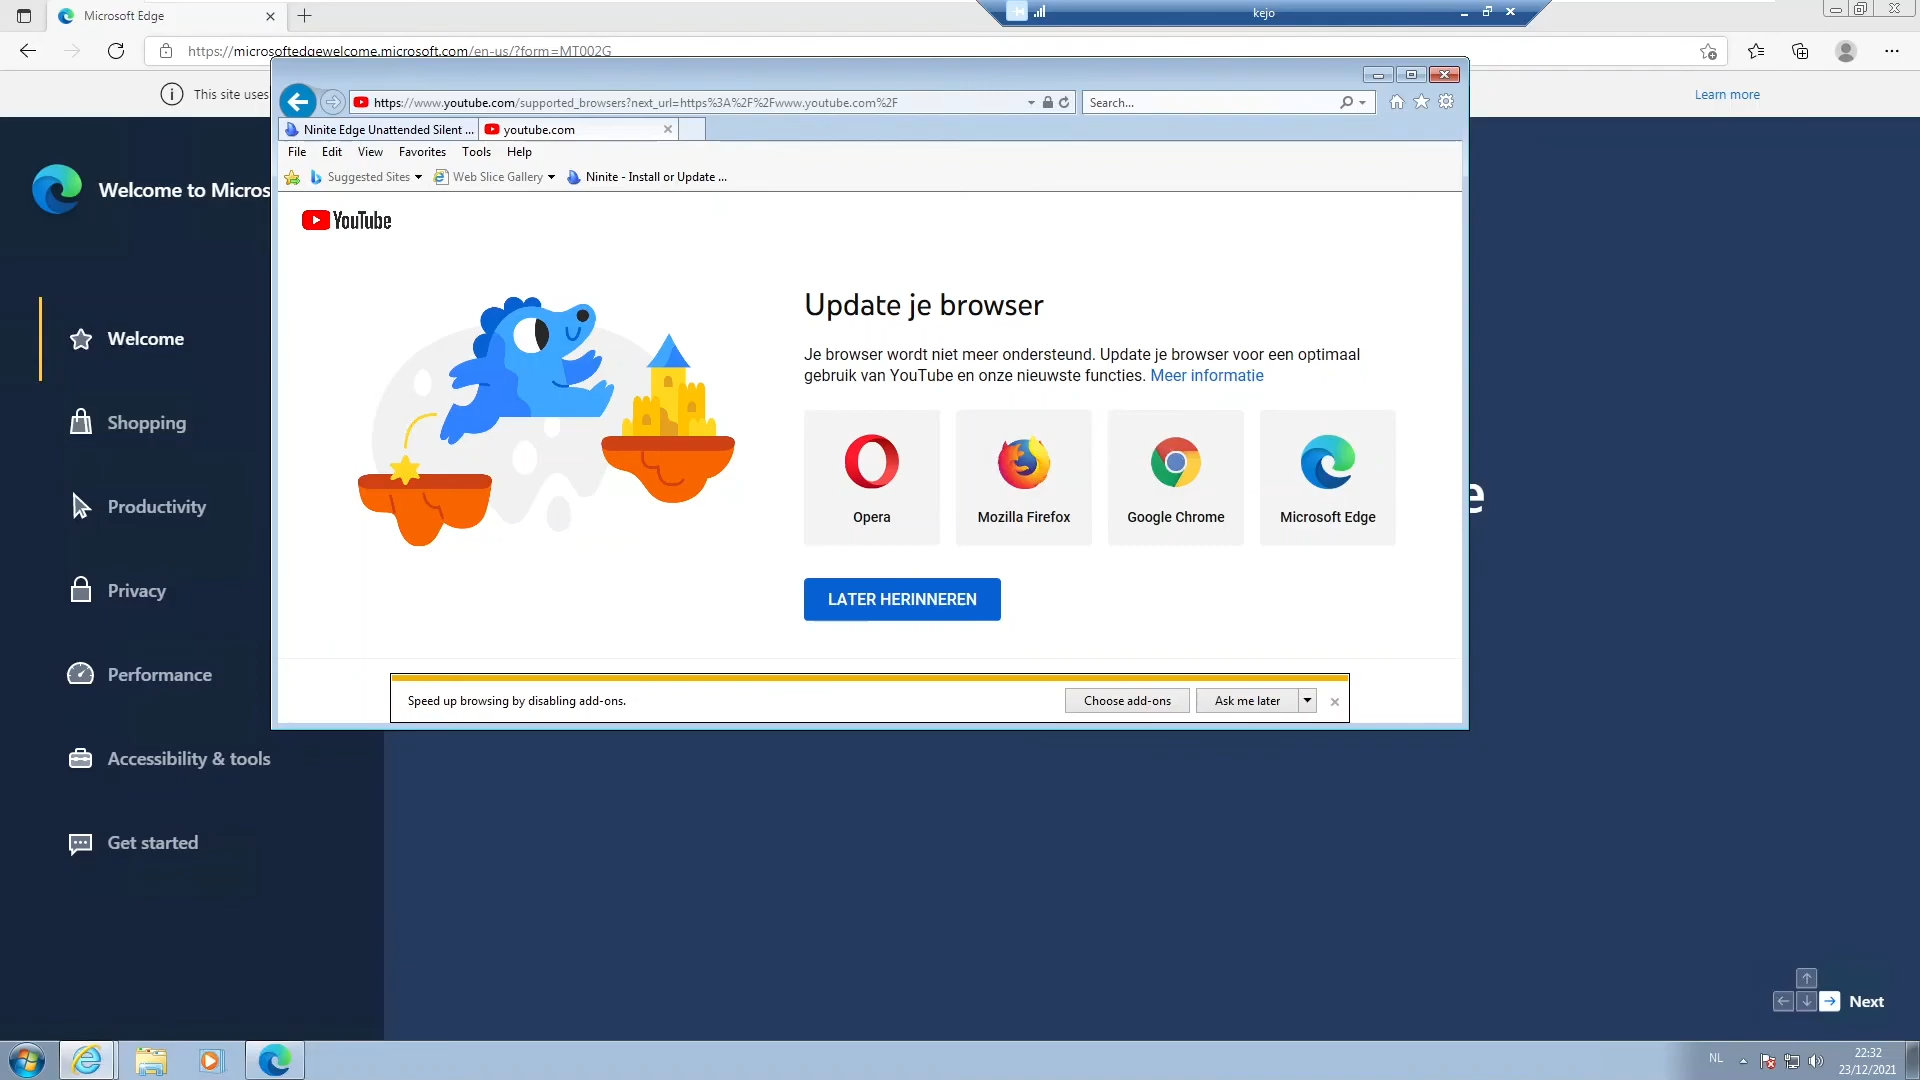 Microsoft Edge
kejo
https://microsoftedgewelcome.microsoft.com/en-us/?form=MT002G
This site uses
Learn more
https://www.youtube.com/supported_browsers?next_url=https%3A%2F%2Fwww.youtube.com%2F
Search...
Ninite Edge Unattended Silent ...
youtube.com
File Edit View Favorites Tools Help
Suggested Sites
Web Slice Gallery
Ninite - Install or Update ...
Welcome to Micros
YouTube
Update je browser
Je browser wordt niet meer ondersteund. Update je browser voor een optimaal
gebruik van YouTube en onze nieuwste functies. Meer informatie
Opera
Mozilla Firefox
Google Chrome
Microsoft Edge
LATER HERINNEREN
Speed up browsing by disabling add-ons.
Choose add-ons
Ask me later
Welcome
Shopping
Productivity
Privacy
Performance
Accessibility & tools
Get started
e
Next
NL
22:32
23/12/2021